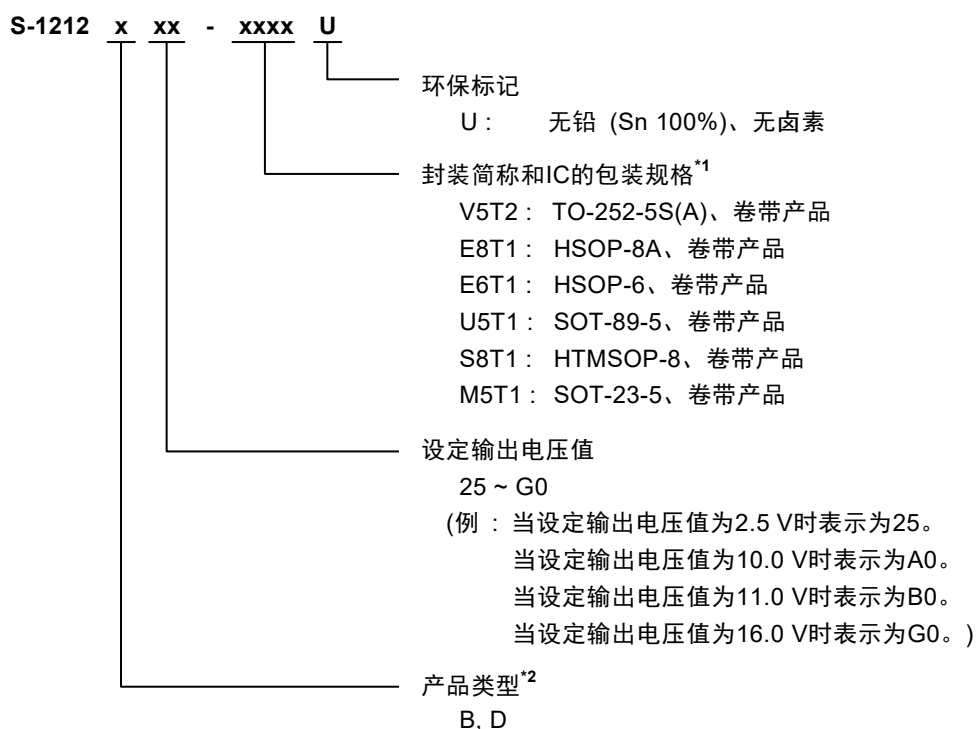 S-1212 x xx - xxxx U
环保标记
U : 无铅 (Sn 100%)、无卤素
封装简称和IC的包装规格*1
V5T2 : TO-252-5S(A)、卷带产品
E8T1 : HSOP-8A、卷带产品
E6T1 : HSOP-6、卷带产品
U5T1 : SOT-89-5、卷带产品
S8T1 : HTMSOP-8、卷带产品
M5T1 : SOT-23-5、卷带产品
设定输出电压值
25 ~ G0
(例 : 当设定输出电压值为2.5 V时表示为25。
当设定输出电压值为10.0 V时表示为A0。
当设定输出电压值为11.0 V时表示为B0。
当设定输出电压值为16.0 V时表示为G0。)
产品类型*2
B, D